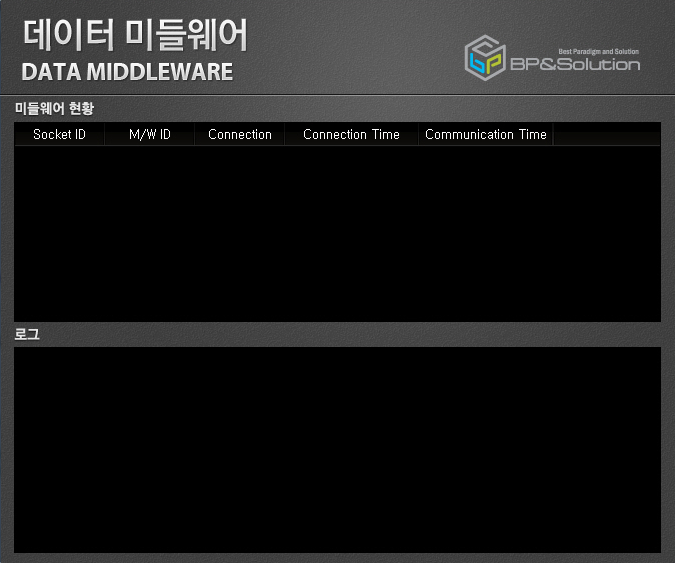 데이터 미들웨어
DATA MIDDLEWARE
Best Paradigm and Solution
BP&Solution
미들웨어 현황
Socket ID M/W ID Connection Connection Time Communication Time
로그